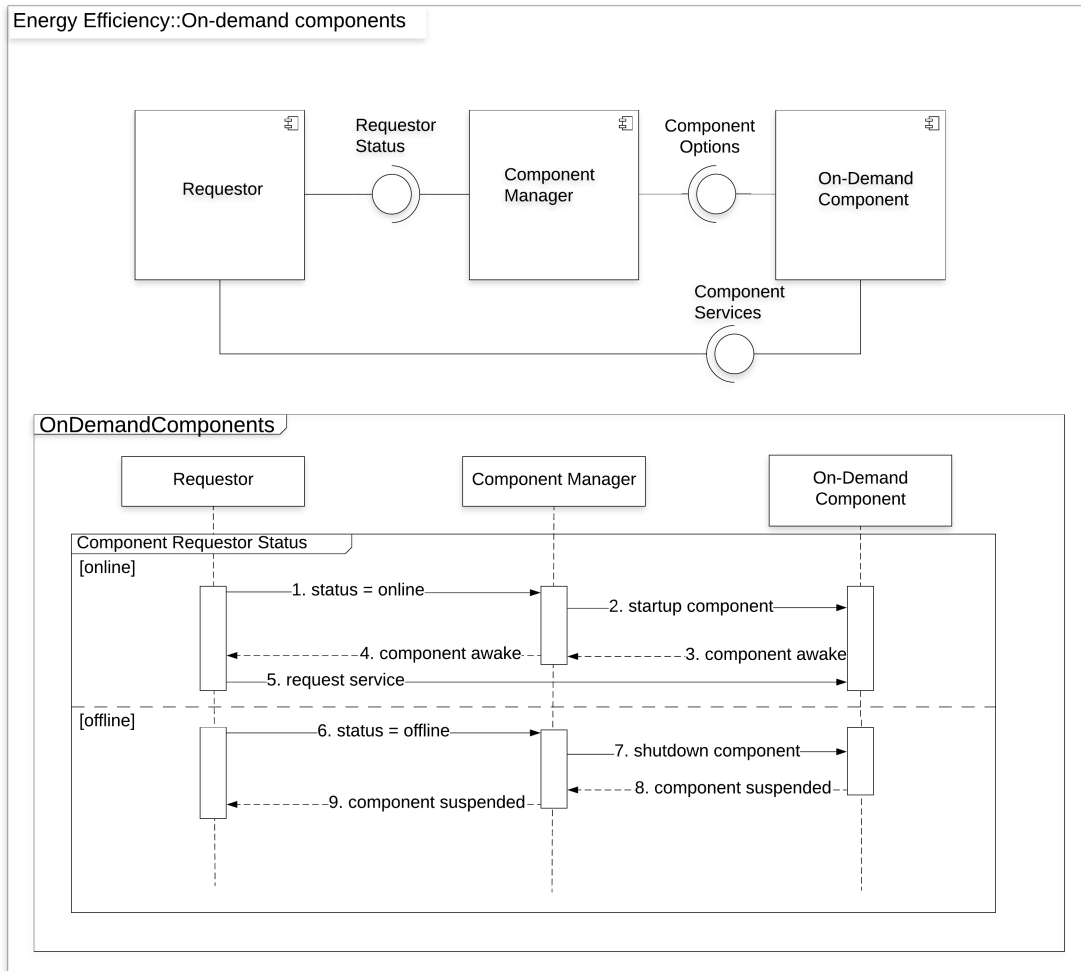 Energy Efficiency::On-demand components
Requestor
Requestor
Status
Component
Manager
Component
Options
On-Demand
Component
Component
Services
OnDemandComponents
Requestor
Component Manager
On-Demand
Component
Component Requestor Status
[online]
1. status = online
2. startup component
4. component awake
3. component awake
5. request service
[offline]
6. status = offline
7. shutdown component
8. component suspended
9. component suspended